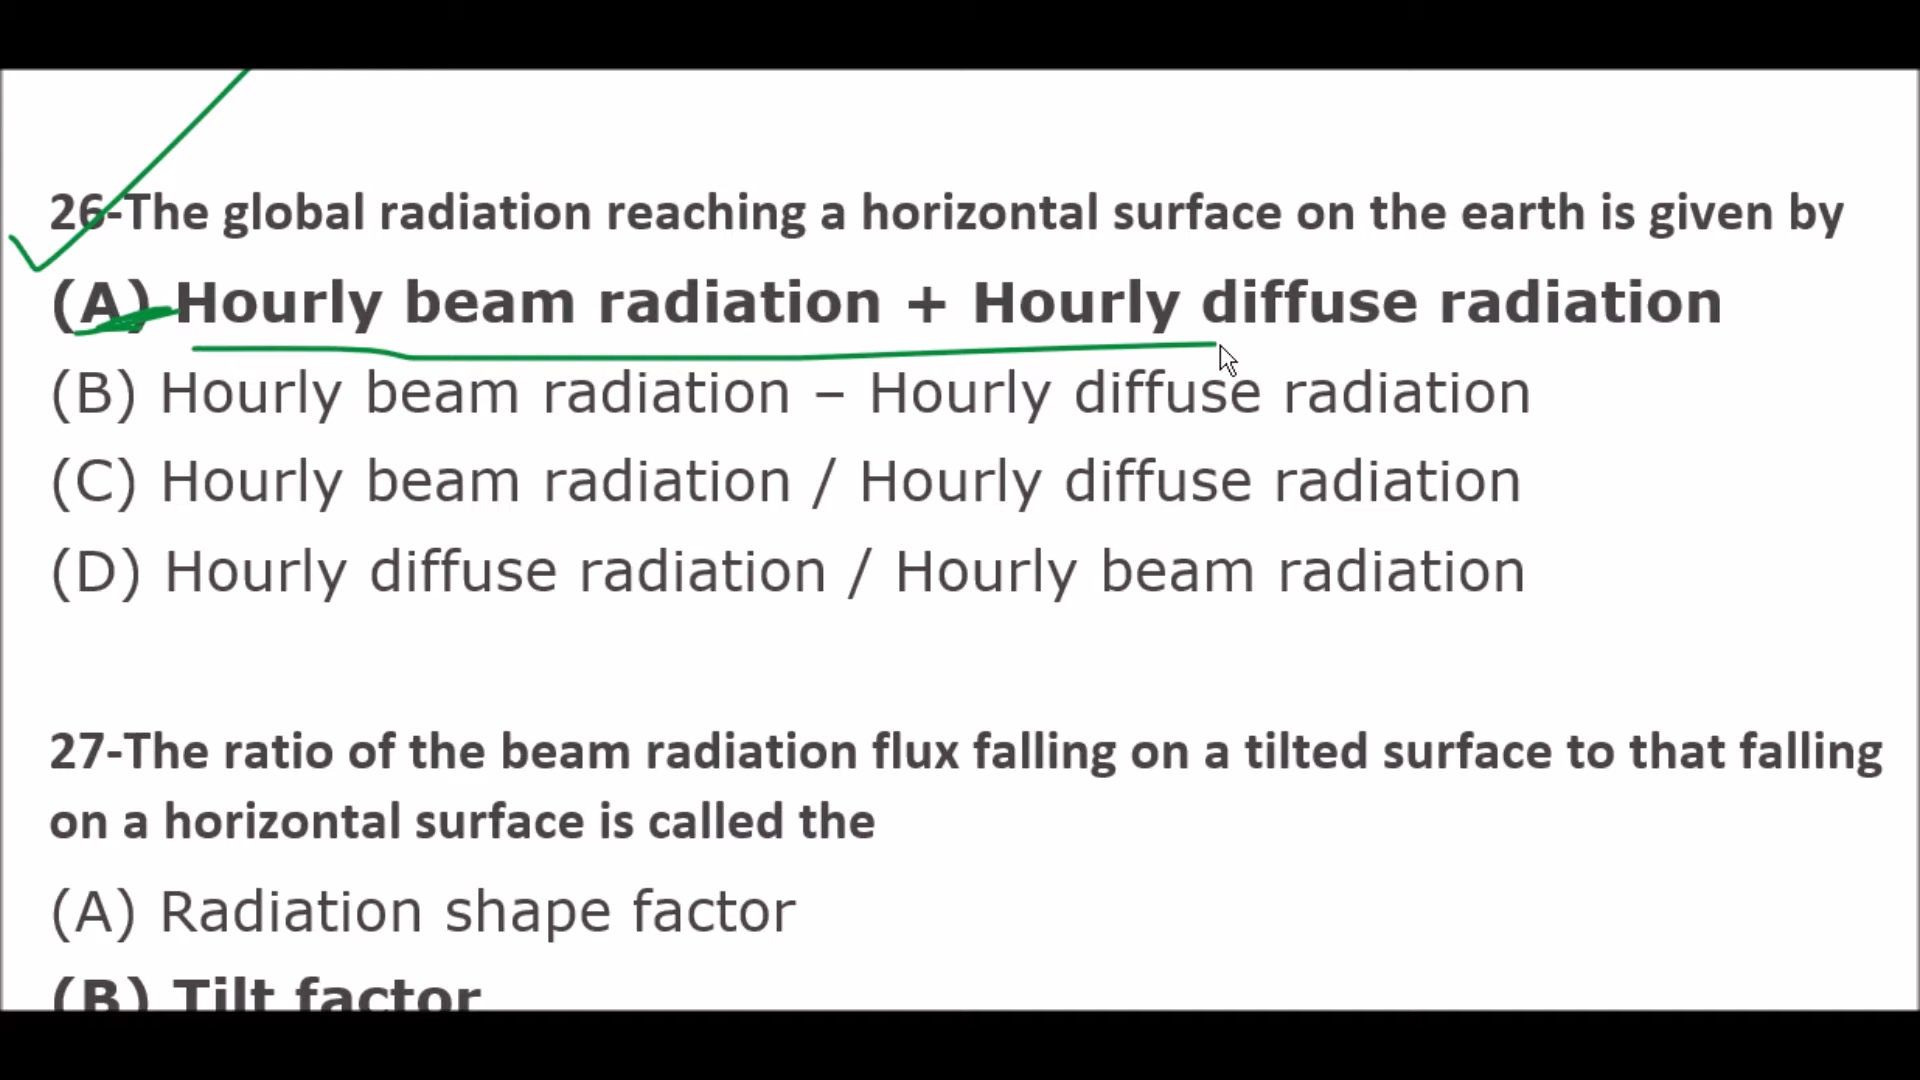 26-The global radiation reaching a horizontal surface on the earth is given by
(A) Hourly beam radiation + Hourly diffuse radiation
(B) Hourly beam radiation – Hourly diffuse radiation
(C) Hourly beam radiation / Hourly diffuse radiation
(D) Hourly diffuse radiation / Hourly beam radiation
27-The ratio of the beam radiation flux falling on a tilted surface to that falling
on a horizontal surface is called the
(A) Radiation shape factor
(B) Tilt factor